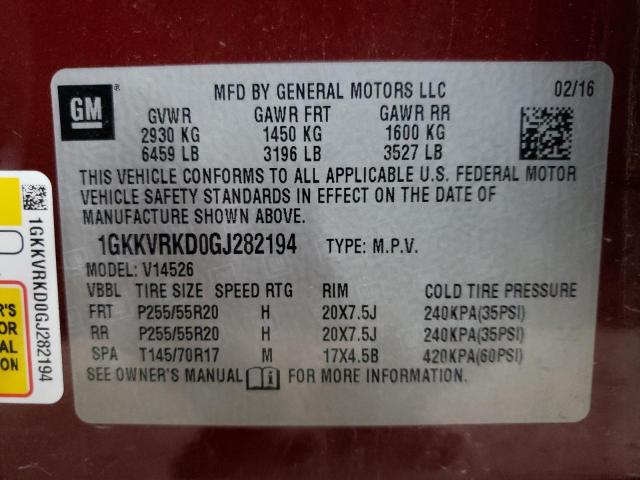 GM
MFD BY GENERAL MOTORS LLC 02/16
GVWR GAWR FRT GAWR RR
2930 KG 1450 KG 1600 KG
6459 LB 3196 LB 3527 LB
THIS VEHICLE CONFORMS TO ALL APPLICABLE U.S. FEDERAL MOTOR
VEHICLE SAFETY STANDARDS IN EFFECT ON THE DATE OF
MANUFACTURE SHOWN ABOVE.
1GKKVRKD0GJ282194 TYPE: M.P.V.
MODEL: V14526
VBBL TIRE SIZE SPEED RTG RIM COLD TIRE PRESSURE
FRT P255/55R20 H 20X7.5J 240KPA(35PSI)
RR P255/55R20 H 20X7.5J 240KPA(35PSI)
SPA T145/70R17 M 17X4.5B 420KPA(60PSI)
SEE OWNER'S MANUAL i FOR MORE INFORMATION.
1GKKVRKD0GJ282194
R'S
OR
AL
ION